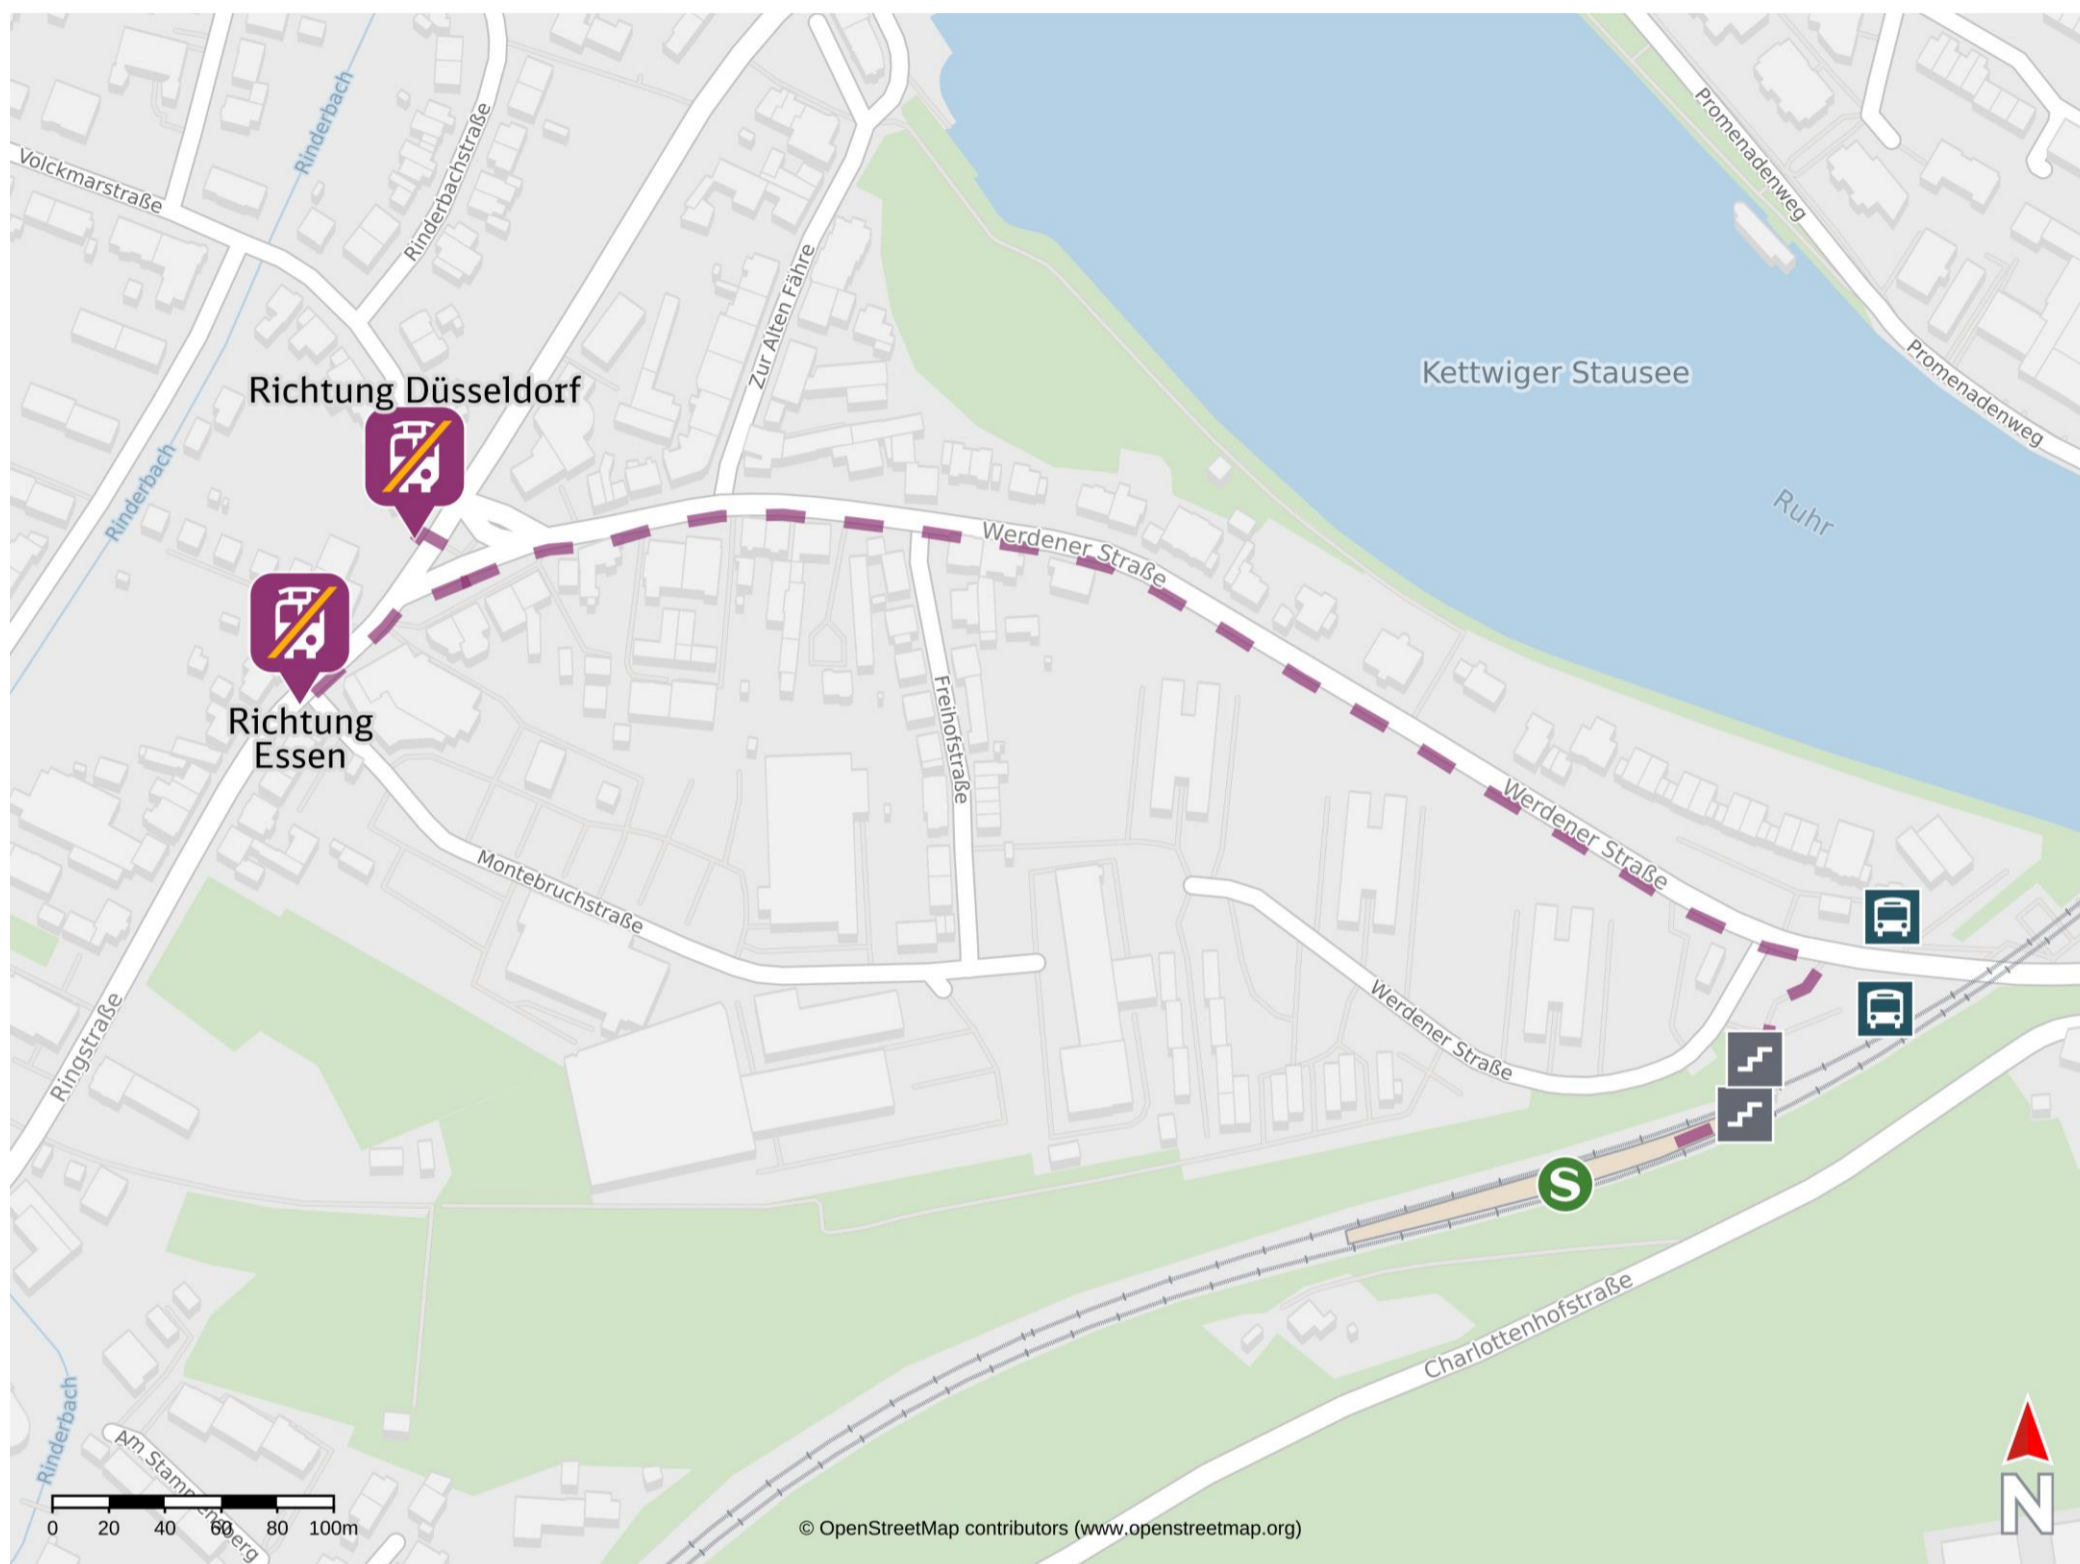 Rinderbach
Rinderbachstraße
Volckmarstraße
Promenadenweg
Zur Alten Fähre
Kettwiger Stausee
Promenadenweg
Richtung Düsseldorf
Rinderbach
Ruhr
Werdener Straße
Richtung
Essen
Freihofstraße
Werdener Straße
Montebruchstraße
Ringstraße
Werdener Straße
S
Charlottenhofstraße
Rinderbach
Am Stammensberg
N
0 20 40 60 80 100m
© OpenStreetMap contributors (www.openstreetmap.org)